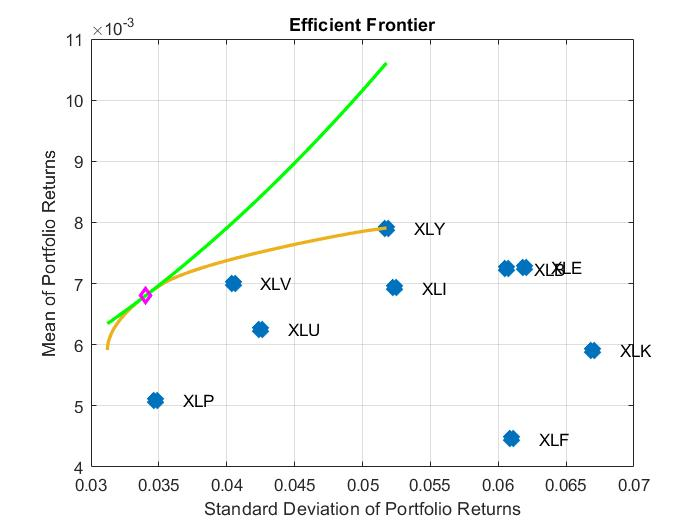 Efficient Frontier
×10-3
11
10
9
8
7
6
5
4
Mean of Portfolio Returns
XLY
XLB
XLE
XLV
XLI
XLU
XLK
XLP
XLF
0.03 0.035 0.04 0.045 0.05 0.055 0.06 0.065 0.07
Standard Deviation of Portfolio Returns